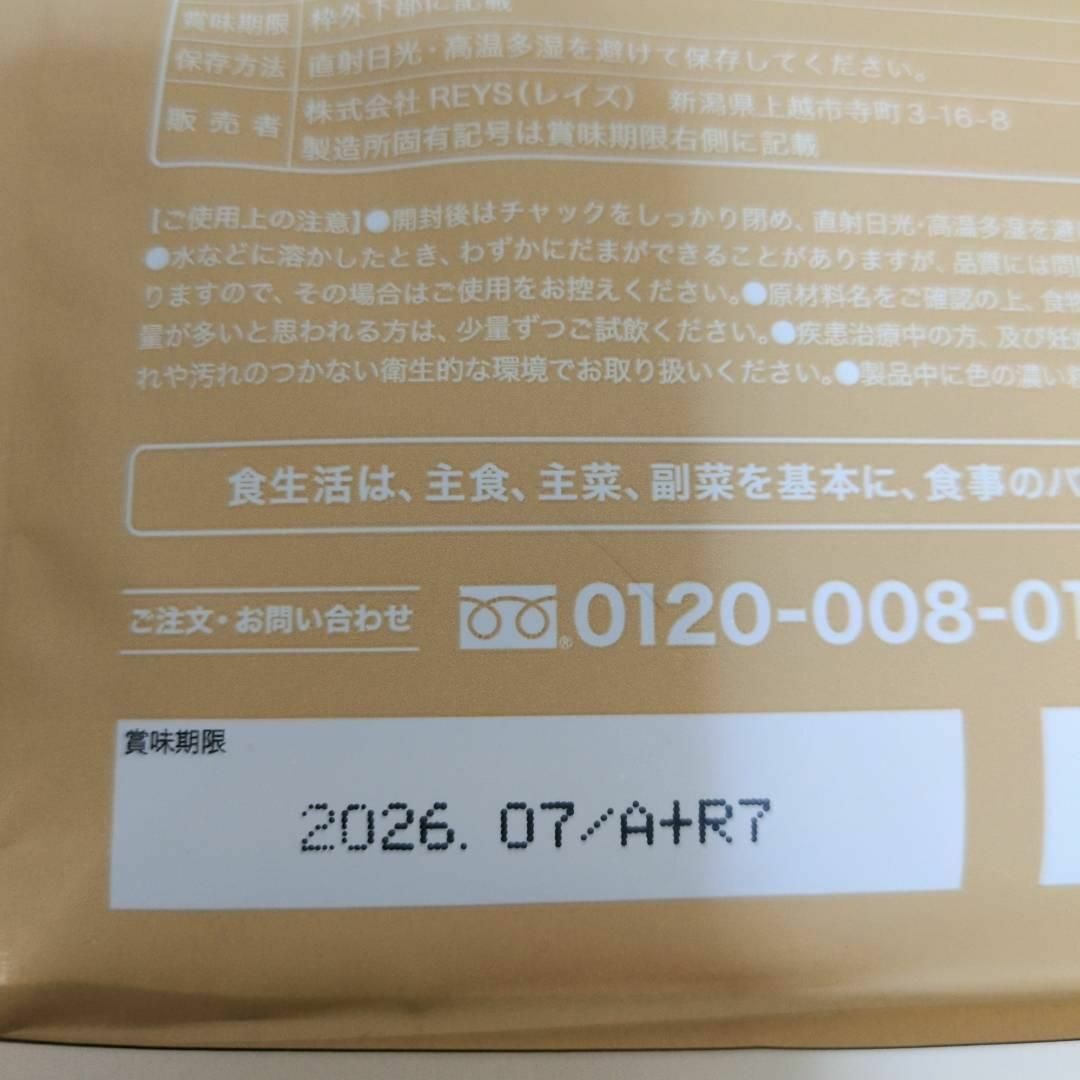 賞味期限 枠外下部に記載
保存方法 直射日光・高温多湿を避けて保存してください。
販売者 株式会社 REYS(レイズ) 新潟県上越市寺町3-16-8
製造所固有記号は賞味期限右側に記載
【ご使用上の注意】●開封後はチャックをしっかり閉め、直射日光・高温多湿を避
●水などに溶かしたとき、わずかにだまができることがありますが、品質には問
りますので、その場合はご使用をお控えください。●原材料名をご確認の上、食物
量が多いと思われる方は、少量ずつご試飲ください。●疾患治療中の方、及び妊
れや汚れのつかない衛生的な環境でお取り扱いください。●製品中に色の濃い
食生活は、主食、主菜、副菜を基本に、食事のバ
ご注文・お問い合わせ 0120-008-01
賞味期限
2026. 07/A+R7